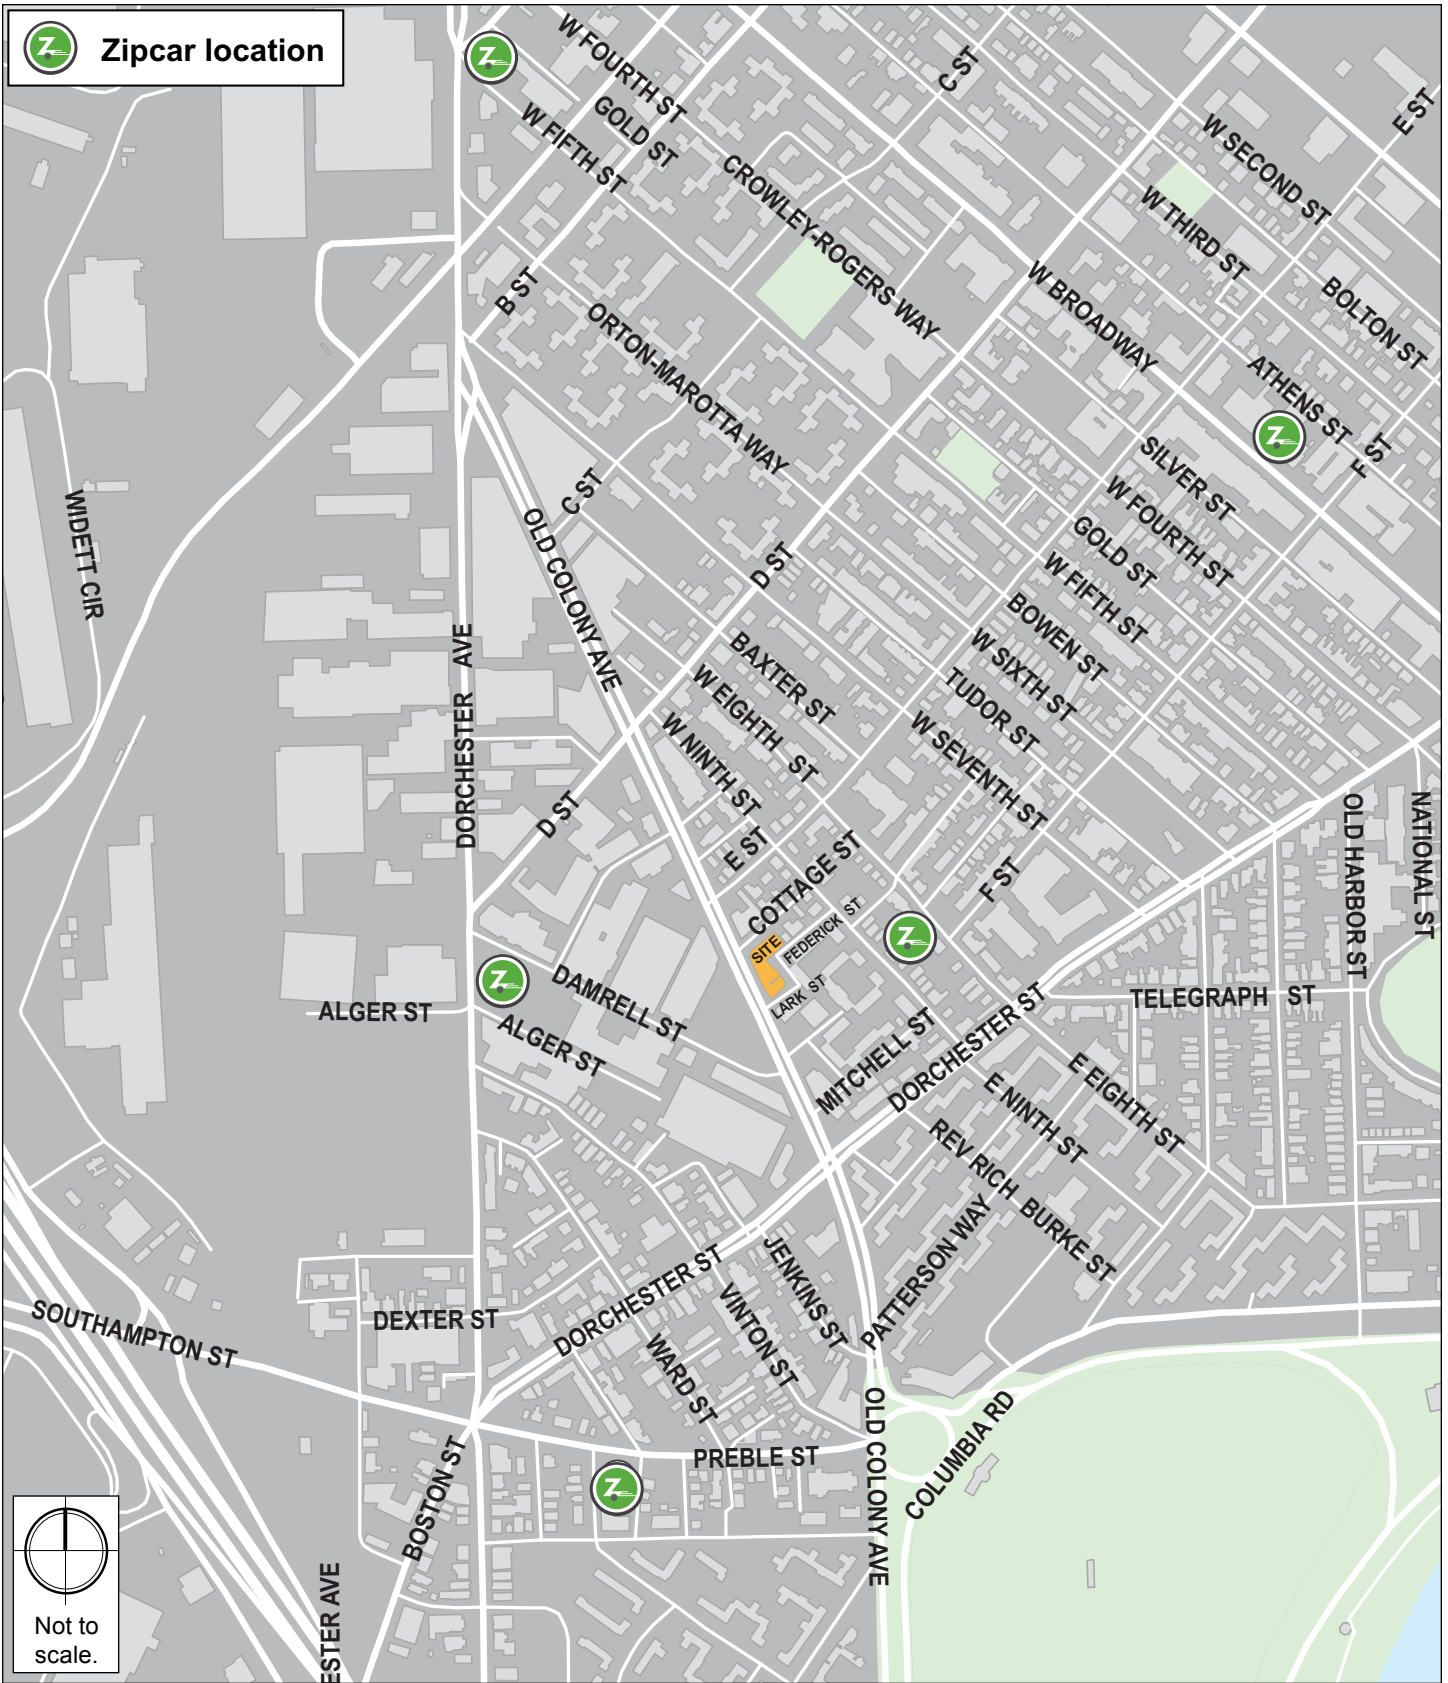 Zipcar location
W FOURTH ST
GOLD ST
W FIFTH ST
C ST
E ST
CROWLEY-ROGERS WAY
W SECOND ST
W THIRD ST
B ST
W BROADWAY
BOLTON ST
ORTON-MAROTTA WAY
ATHENS ST
F ST
WIDETT CIR
C ST
OLD COLONY AVE
SILVER ST
W FOURTH ST
GOLD ST
D ST
W FIFTH ST
BOWEN ST
W SIXTH ST
DORCHESTER AVE
BAXTER ST
W EIGHTH ST
TUDOR ST
W SEVENTH ST
W NINTH ST
D ST
E ST
COTTAGE ST
F ST
OLD HARBOR ST
NATIONAL ST
SITE
FEDERICK ST
LARK ST
DAMRELL ST
ALGER ST
ALGER ST
TELEGRAPH ST
MITCHELL ST
DORCHESTER ST
E EIGHTH ST
E NINTH ST
REV RICH BURKE ST
PATTERSON WAY
JENKINS ST
DORCHESTER ST
VINTON ST
WARD ST
DEXTER ST
SOUTHAMPTON ST
PREBLE ST
OLD COLONY AVE
COLUMBIA RD
BOSTON ST
ESTER AVE
Not to
scale.